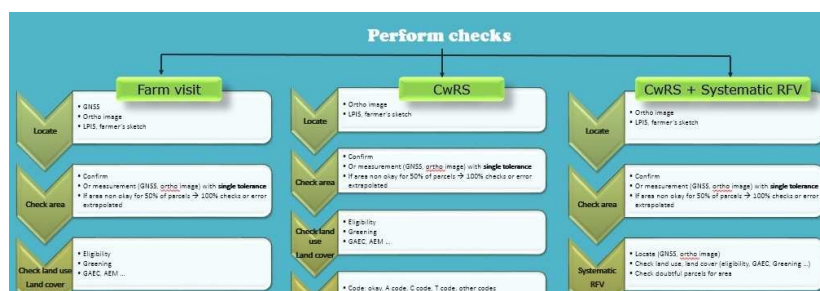 Perform checks
Farm visit
• GNSS
• Ortho image
• LPIS, farmer's sketch
Locate
• Confirm
• Or measurement (GNSS, ortho image) with single tolerance
• If area non okay for 50% of parcels → 100% checks or error
extrapolated
Check area
• Eligibility
• Greening
• GAEC, AEM ...
Check land use
Land cover
CwRS
• Ortho image
• LPIS, farmer's sketch
Locate
• Confirm
• Or measurement (GNSS, ortho image) with single tolerance
• If area non okay for 50% of parcels → 100% checks or error
extrapolated
Check area
• Eligibility
• Greening
• GAEC, AEM ...
Check land
use
Land cover
• Code: okay, A code, C code, T code, other codes
CwRS + Systematic RFV
• Ortho image
• LPIS, farmer's sketch
Locate
• Confirm
• Or measurement (GNSS, ortho image) with single tolerance
• If area non okay for 50% of parcels → 100% checks or error
extrapolated
Check area
• Locate (GNSS, ortho image)
• Check land use, land cover (eligibility, GAEC, Greening ...)
• Check doubtful parcels for area
Systematic
RFV